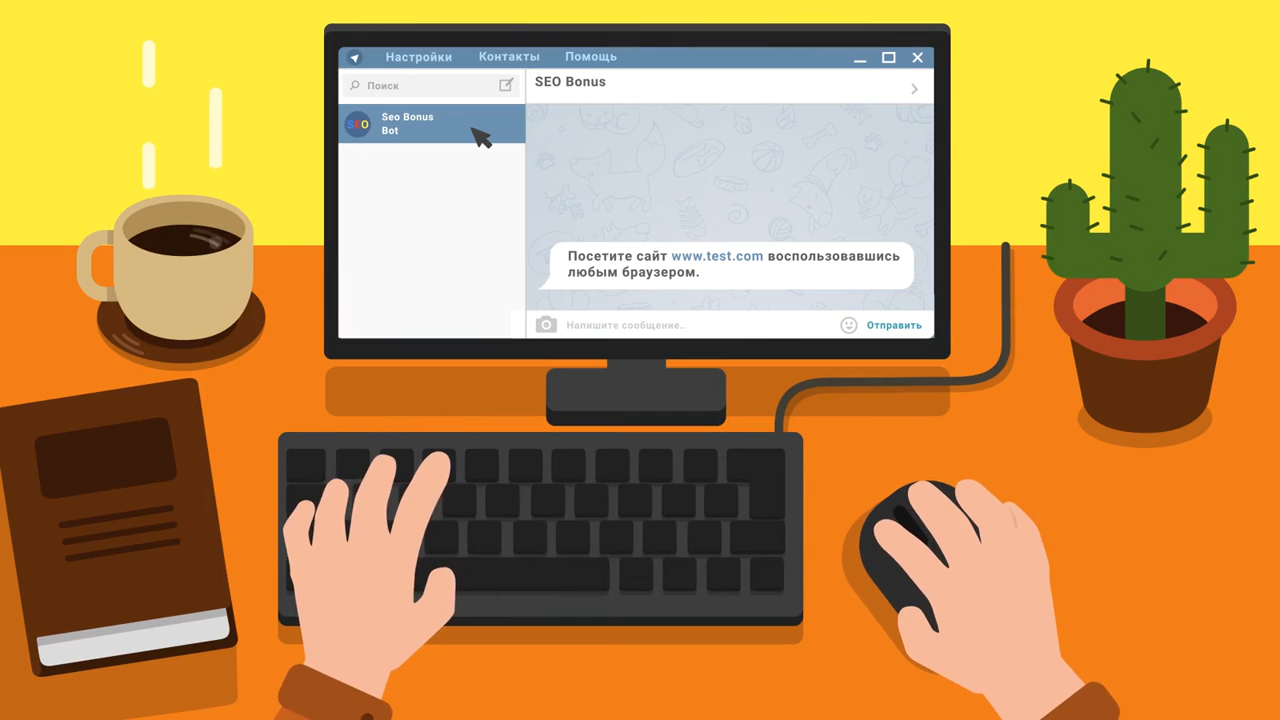 Настройки Контакты Помощь
Поиск
SEO Bonus
SEO
Seo Bonus
Bot
Посетите сайт www.test.com воспользовавшись
любым браузером.
Напишите сообщение..
Отправить